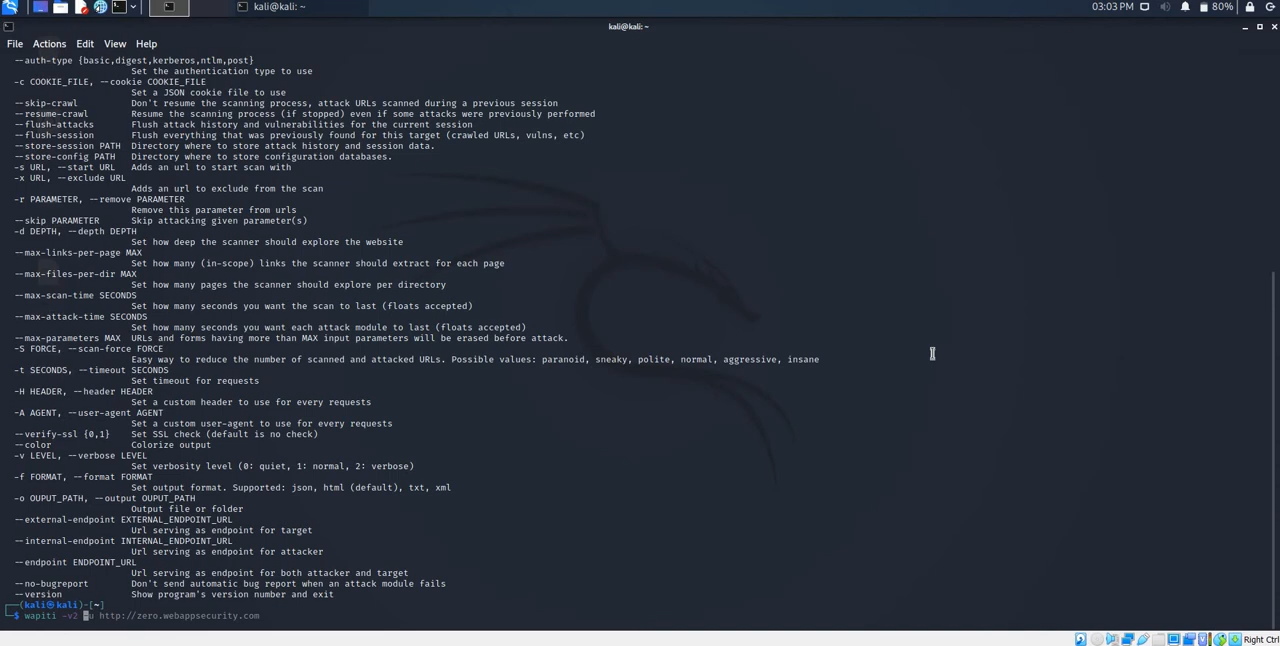 kali@kali: ~
03:03 PM
80%
kali@kali: ~
File Actions Edit View Help
--auth-type {basic,digest,kerberos,ntlm,post}
Set the authentication type to use
-c COOKIE_FILE, --cookie COOKIE_FILE
Set a JSON cookie file to use
--skip-crawl Don't resume the scanning process, attack URLs scanned during a previous session
--resume-crawl Resume the scanning process (if stopped) even if some attacks were previously performed
--flush-attacks Flush attack history and vulnerabilities for the current session
--flush-session Flush everything that was previously found for this target (crawled URLs, vulns, etc)
--store-session PATH Directory where to store attack history and session data.
--store-config PATH Directory where to store configuration databases.
-s URL, --start URL Adds an url to start scan with
-x URL, --exclude URL
Adds an url to exclude from the scan
-r PARAMETER, --remove PARAMETER
Remove this parameter from urls
--skip PARAMETER Skip attacking given parameter(s)
-d DEPTH, --depth DEPTH
Set how deep the scanner should explore the website
--max-links-per-page MAX
Set how many (in-scope) links the scanner should extract for each page
--max-files-per-dir MAX
Set how many pages the scanner should explore per directory
--max-scan-time SECONDS
Set how many seconds you want the scan to last (floats accepted)
--max-attack-time SECONDS
Set how many seconds you want each attack module to last (floats accepted)
--max-parameters MAX URLs and forms having more than MAX input parameters will be erased before attack.
-S FORCE, --scan-force FORCE
Easy way to reduce the number of scanned and attacked URLs. Possible values: paranoid, sneaky, polite, normal, aggressive, insane
-t SECONDS, --timeout SECONDS
Set timeout for requests
-H HEADER, --header HEADER
Set a custom header to use for every requests
-A AGENT, --user-agent AGENT
Set a custom user-agent to use for every requests
--verify-ssl {0,1} Set SSL check (default is no check)
--color Colorize output
-v LEVEL, --verbose LEVEL
Set verbosity level (0: quiet, 1: normal, 2: verbose)
-f FORMAT, --format FORMAT
Set output format. Supported: json, html (default), txt, xml
-o OUPUT_PATH, --output OUPUT_PATH
Output file or folder
--external-endpoint EXTERNAL_ENDPOINT_URL
Url serving as endpoint for target
--internal-endpoint INTERNAL_ENDPOINT_URL
Url serving as endpoint for attacker
--endpoint ENDPOINT_URL
Url serving as endpoint for both attacker and target
--no-bugreport Don't send automatic bug report when an attack module fails
--version Show program's version number and exit
(kali㉿kali)-[~]
$ wapiti -v2 -u http://zero.webappsecurity.com
Right Ctrl